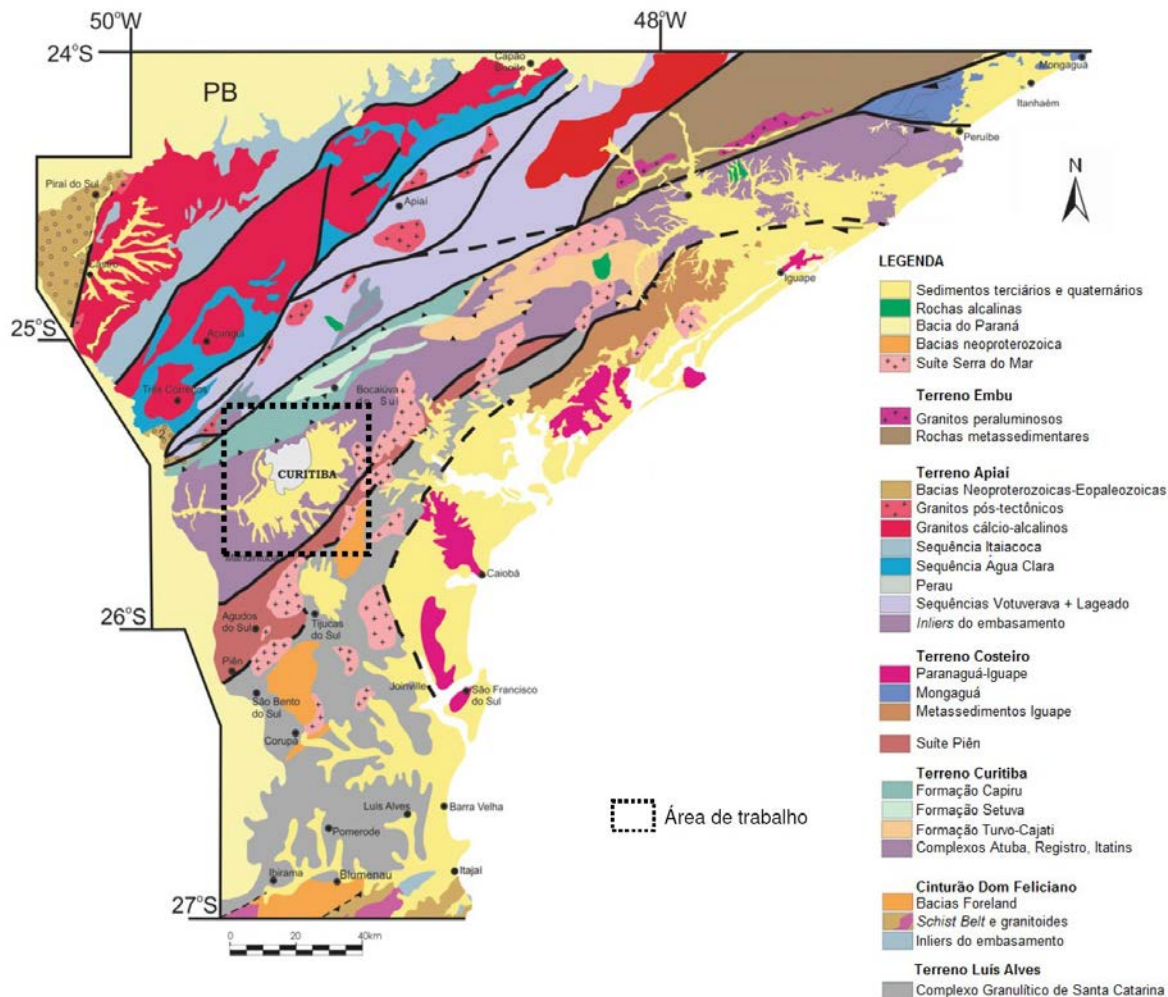 50°W
48°W
24°S
Capão
Bonito
Mongaguá
PB
Itanhaém
Peruíbe
N
Piraí do Sul
Apiaí
Iguape
25°S
Açungui
Três Córregos
Bocaiúva
do Sul
CURITIBA
Caiobá
26°S
Agudos
do Sul
Tijucas
do Sul
Piên
Joinville
São Francisco
do Sul
São Bento
do Sul
Corupá
Luís Alves
Barra Velha
Pomerode
Ibirama
Blumenau
Itajaí
27°S
0 20 40km
Área de trabalho
LEGENDA
Sedimentos terciários e quaternários
Rochas alcalinas
Bacia do Paraná
Bacias neoproterozoica
Suíte Serra do Mar
Terreno Embu
Granitos peraluminosos
Rochas metassedimentares
Terreno Apiaí
Bacias Neoproterozoicas-Eopaleozoicas
Granitos pós-tectônicos
Granitos cálcio-alcalinos
Sequência Itaiacoca
Sequência Água Clara
Perau
Sequências Votuverava + Lageado
Inliers do embasamento
Terreno Costeiro
Paranaguá-Iguape
Mongaguá
Metassedimentos Iguape
Suíte Piên
Terreno Curitiba
Formação Capiru
Formação Setuva
Formação Turvo-Cajati
Complexos Atuba, Registro, Itatins
Cinturão Dom Feliciano
Bacias Foreland
Schist Belt e granitoides
Inliers do embasamento
Terreno Luís Alves
Complexo Granulítico de Santa Catarina